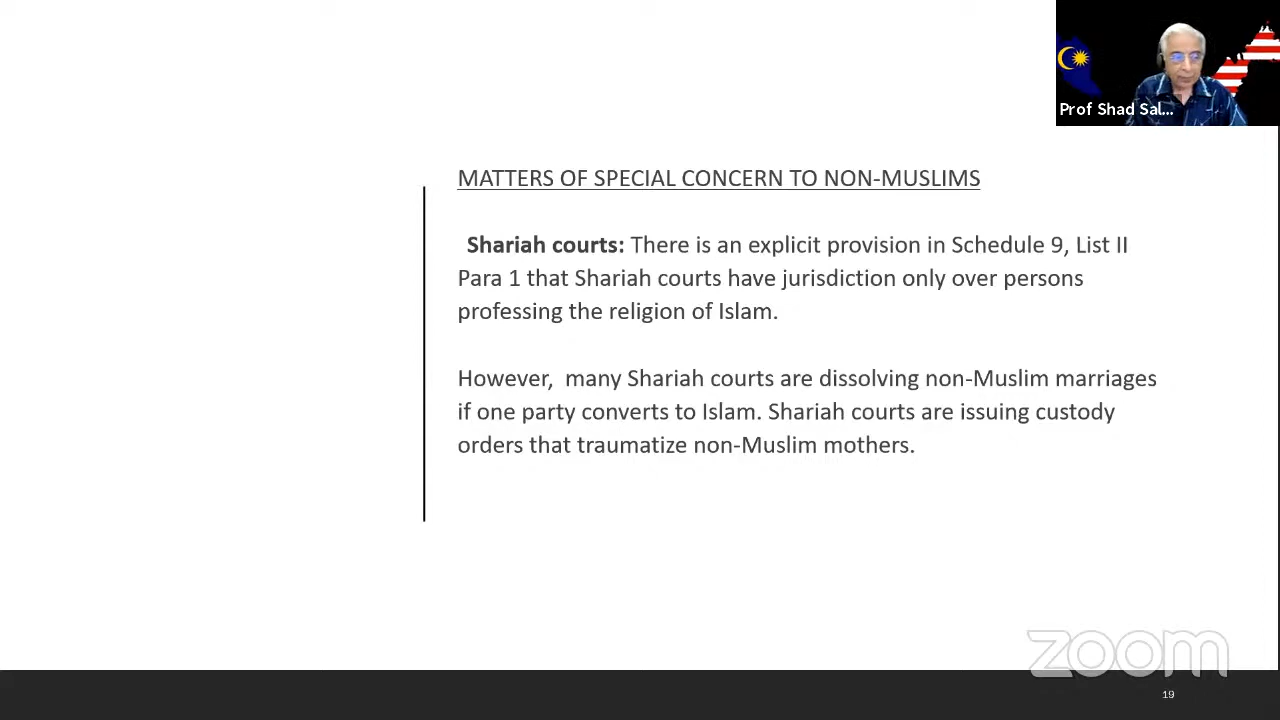 Prof Shad Sal...
MATTERS OF SPECIAL CONCERN TO NON-MUSLIMS
Shariah courts: There is an explicit provision in Schedule 9, List II
Para 1 that Shariah courts have jurisdiction only over persons
professing the religion of Islam.
However, many Shariah courts are dissolving non-Muslim marriages
if one party converts to Islam. Shariah courts are issuing custody
orders that traumatize non-Muslim mothers.
zoom
19